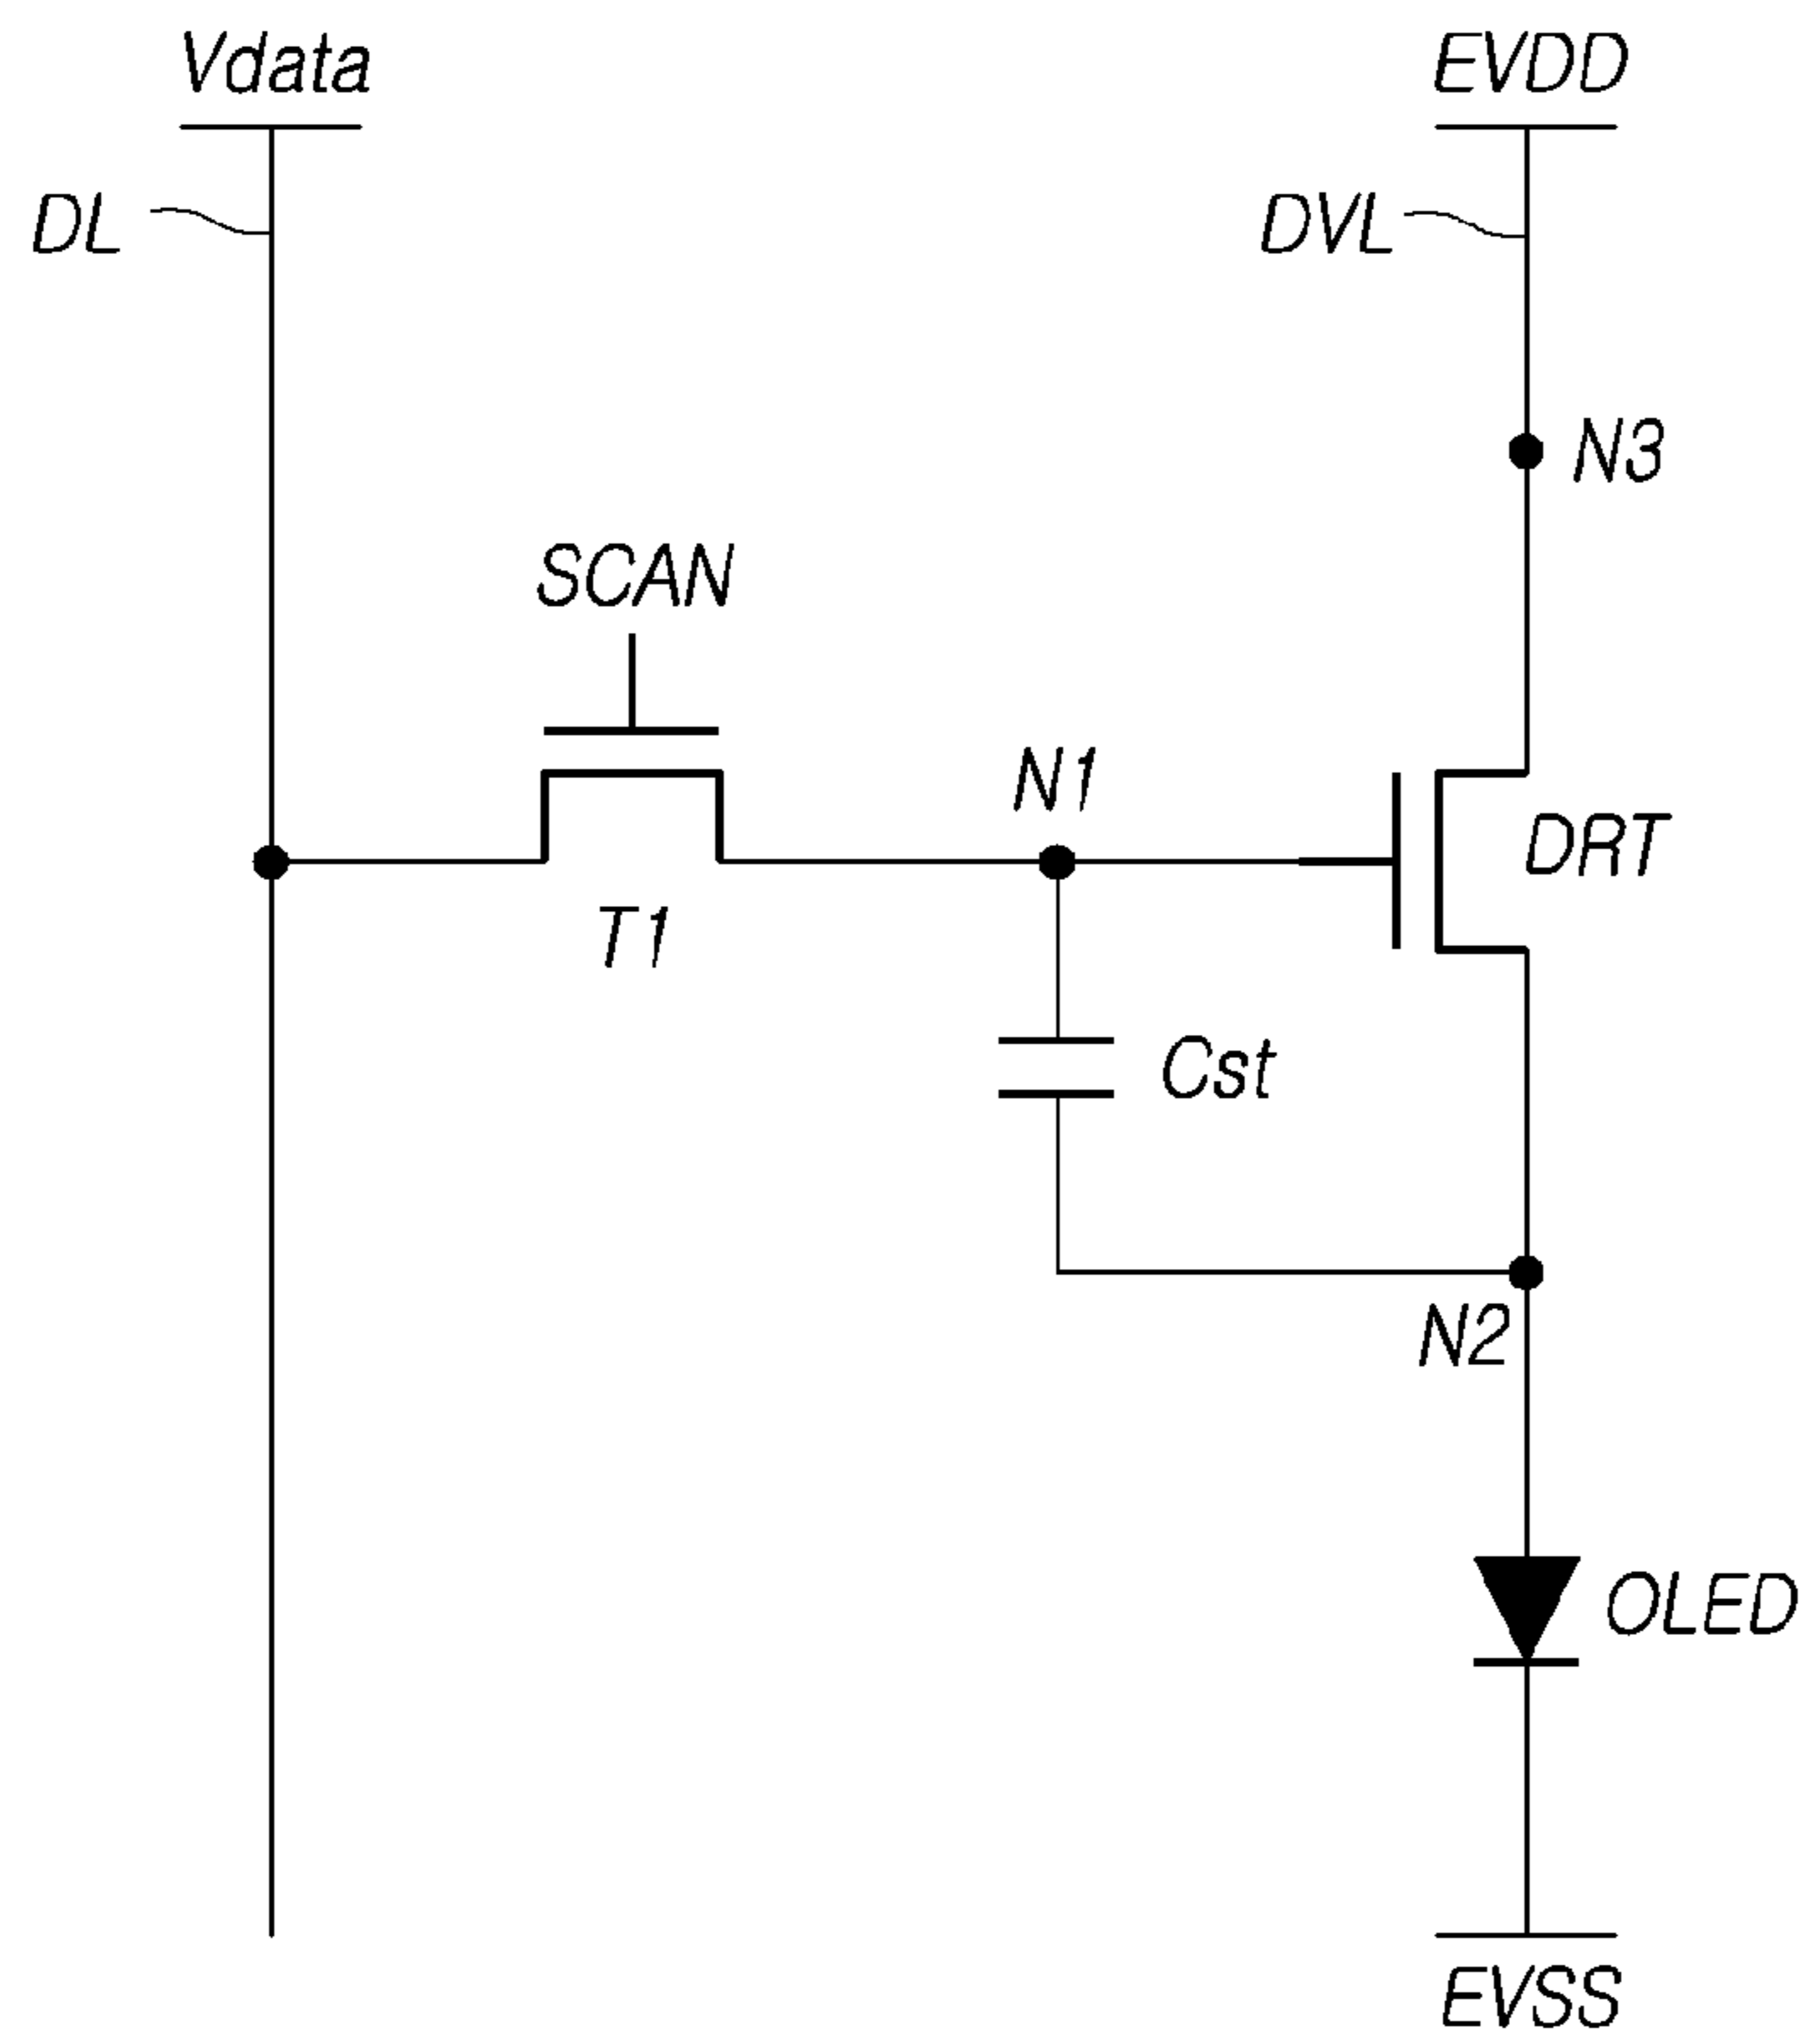 Vdata
EVDD
DL
DVL
N3
SCAN
N1
DRT
T1
Cst
N2
OLED
EVSS